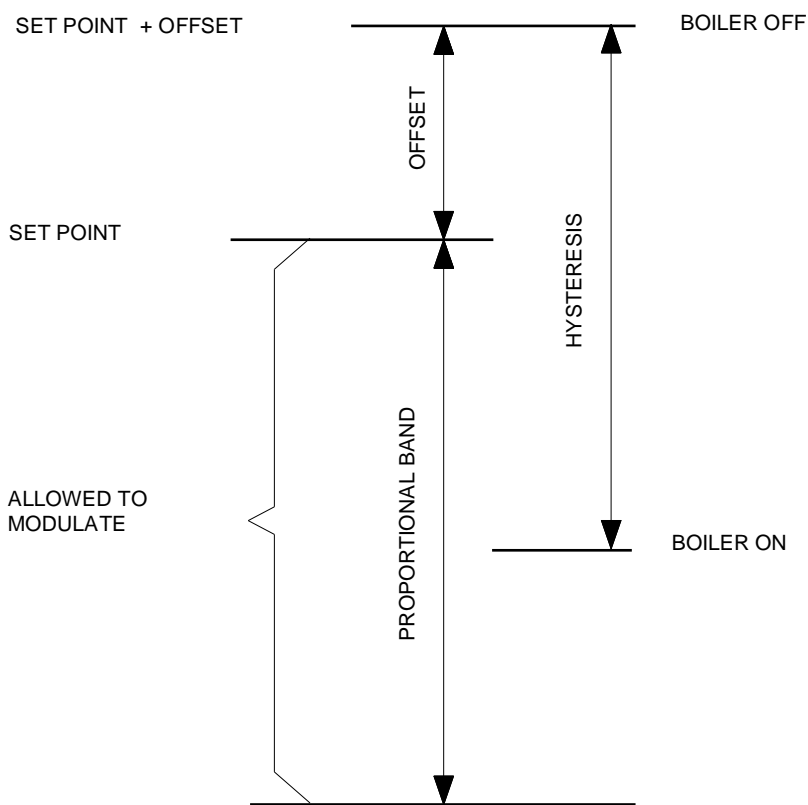 SET POINT + OFFSET
BOILER OFF
OFFSET
SET POINT
HYSTERESIS
PROPORTIONAL BAND
ALLOWED TO
MODULATE
BOILER ON